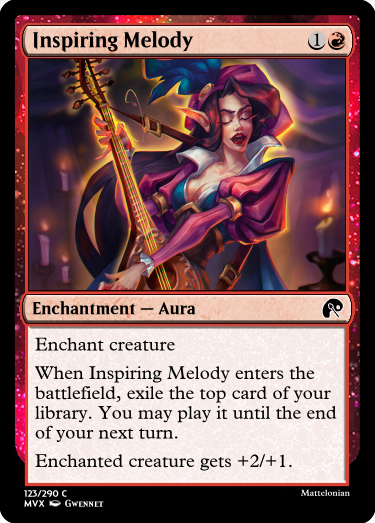 Inspiring Melody 1
Enchantment — Aura
Enchant creature
When Inspiring Melody enters the
battlefield, exile the top card of your
library. You may play it until the end
of your next turn.
Enchanted creature gets +2/+1.
123/290 C Mattelonian
MVX Gwennet